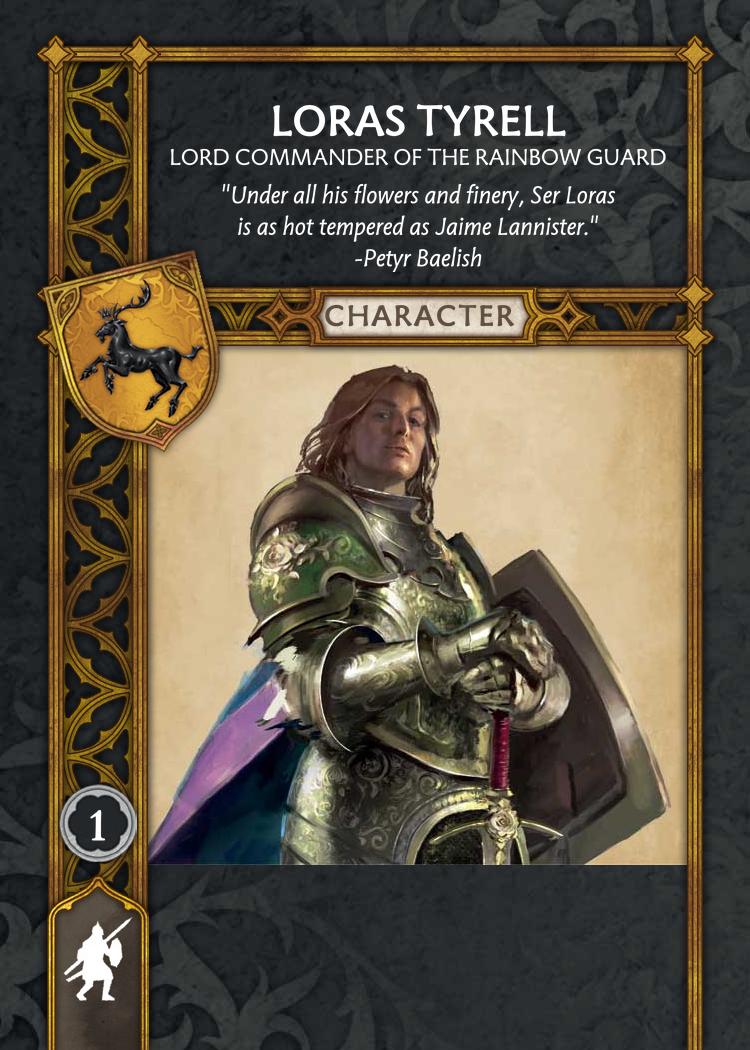 LORAS TYRELL
LORD COMMANDER OF THE RAINBOW GUARD
"Under all his flowers and finery, Ser Loras
is as hot tempered as Jaime Lannister."
-Petyr Baelish
CHARACTER
1